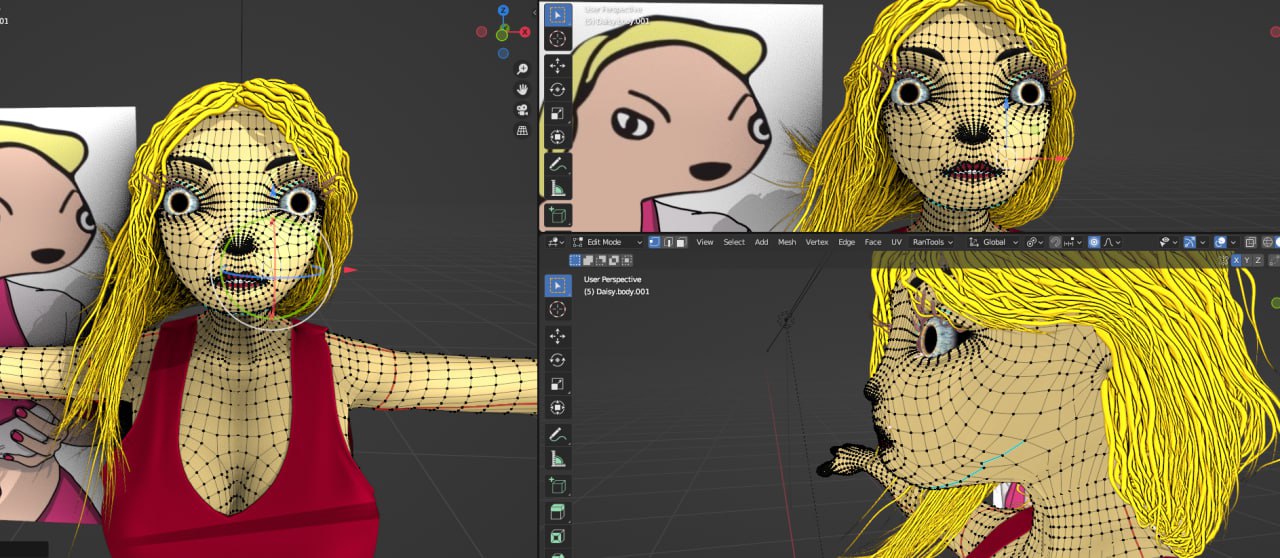 01
Z
X
User Perspective
(5) Daisy.body.001
Edit Mode
View Select Add Mesh Vertex Edge Face UV RanTools
Global
X Y Z
User Perspective
(5) Daisy.body.001